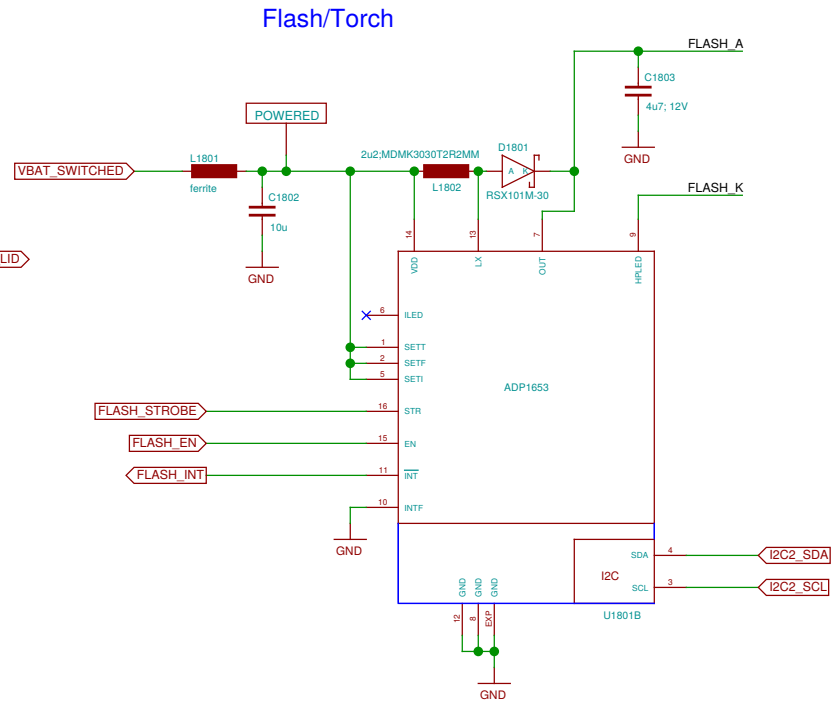 Flash/Torch
FLASH_A
C1803
4u7; 12V
GND
POWERED
VBAT_SWITCHED
L1801
ferrite
C1802
10u
GND
2u2;MDMK3030T2R2MM
L1802
D1801
A K
RSX101M-30
FLASH_K
LID
14
13
7
9
VDD
LX
OUT
HPLED
6 ILED
1 SETT
2 SETF
5 SETI
ADP1653
FLASH_STROBE 16 STR
FLASH_EN 15 EN
FLASH_INT 11 INT
10 INTF
GND
SDA 4 I2C2_SDA
I2C
SCL 3 I2C2_SCL
GND
GND
GND
12
8
EXP
U1801B
GND